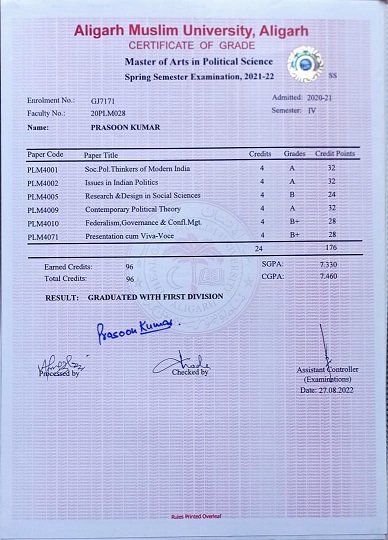 Aligarh Muslim University, Aligarh
CERTIFICATE OF GRADE
Master of Arts in Political Science
Spring Semester Examination, 2021-22
SS
Enrolment No.: GJ7171 Admitted: 2020-21
Faculty No.: 20PLM028 Semester: IV
Name: PRASOON KUMAR
Paper Code Paper Title Credits Grades Credit Points
PLM4001 Soc.Pol.Thinkers of Modern India 4 A 32
PLM4002 Issues in Indian Politics 4 A 32
PLM4005 Research &Design in Social Sciences 4 B 24
PLM4009 Contemporary Political Theory 4 A 32
PLM4010 Federalism,Governance & Confl.Mgt. 4 B+ 28
PLM4071 Presentation cum Viva-Voce 4 B+ 28
24 176
Earned Credits: 96 SGPA: 7.330
Total Credits: 96 CGPA: 7.460
RESULT: GRADUATED WITH FIRST DIVISION
Prasoon Kumar.
Processed by Checked by Assistant Controller
(Examinations)
Date: 27.08.2022
Rules Printed Overleaf